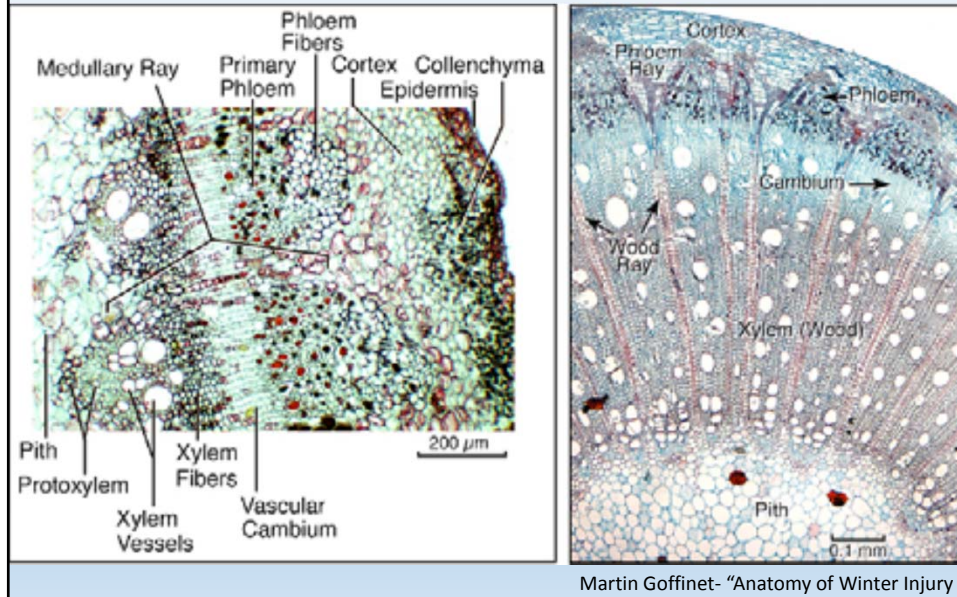 Phloem
Fibers
Medullary Ray
Primary
Phloem
Cortex
Collenchyma
Epidermis
Pith
Protoxylem
Xylem
Vessels
Xylem
Fibers
Vascular
Cambium
200 µm
Cortex
Phloem
Ray
Phloem
Cambium
Wood
Ray
Xylem (Wood)
Pith
0.1 mm
Martin Goffinet- “Anatomy of Winter Injury